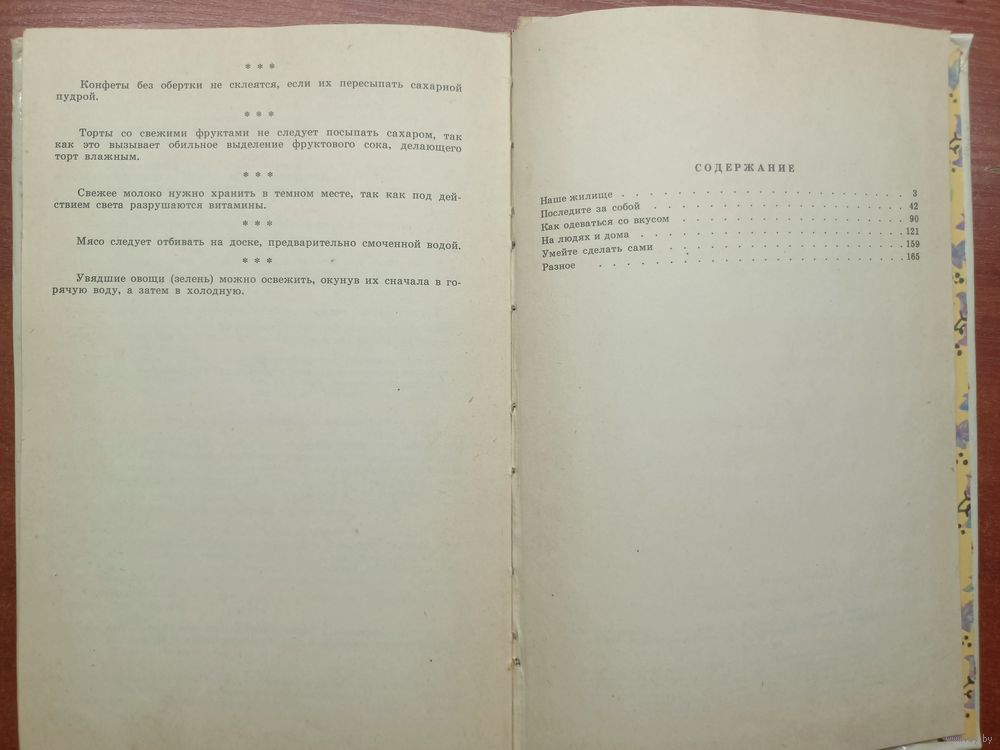 * * *
Конфеты без обертки не склеятся, если их пересыпать сахарной
пудрой.
* * *
Торты со свежими фруктами не следует посыпать сахаром, так
как это вызывает обильное выделение фруктового сока, делающего
торт влажным.
* * *
Свежее молоко нужно хранить в темном месте, так как под дей-
ствием света разрушаются витамины.
* * *
Мясо следует отбивать на доске, предварительно смоченной водой.
* * *
Увядшие овощи (зелень) можно освежить, окунув их сначала в го-
рячую воду, а затем в холодную.
СОДЕРЖАНИЕ
Наше жилище . . . . . . . . . . . . . . . . . . . . 3
Последите за собой . . . . . . . . . . . . . . . . . . 42
Как одеваться со вкусом . . . . . . . . . . . . . . . . 90
На людях и дома . . . . . . . . . . . . . . . . . . . 121
Умейте сделать сами . . . . . . . . . . . . . . . . . 159
Разное . . . . . . . . . . . . . . . . . . . . . . 165